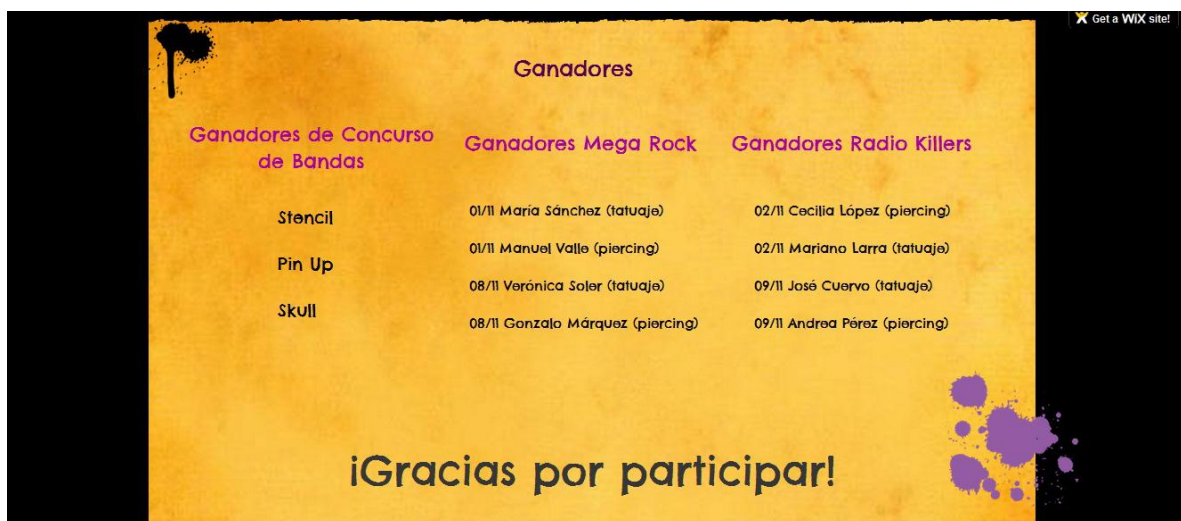 Get a WiX site!
Ganadores
Ganadores de Concurso
de Bandas
Stencil
Pin Up
Skull
Ganadores Mega Rock
01/11 María Sánchez (tatuaje)
01/11 Manuel Valle (piercing)
08/11 Verónica Soler (tatuaje)
08/11 Gonzalo Márquez (piercing)
Ganadores Radio Killers
02/11 Cecilia López (piercing)
02/11 Mariano Larra (tatuaje)
09/11 José Cuervo (tatuaje)
09/11 Andrea Pérez (piercing)
¡Gracias por participar!